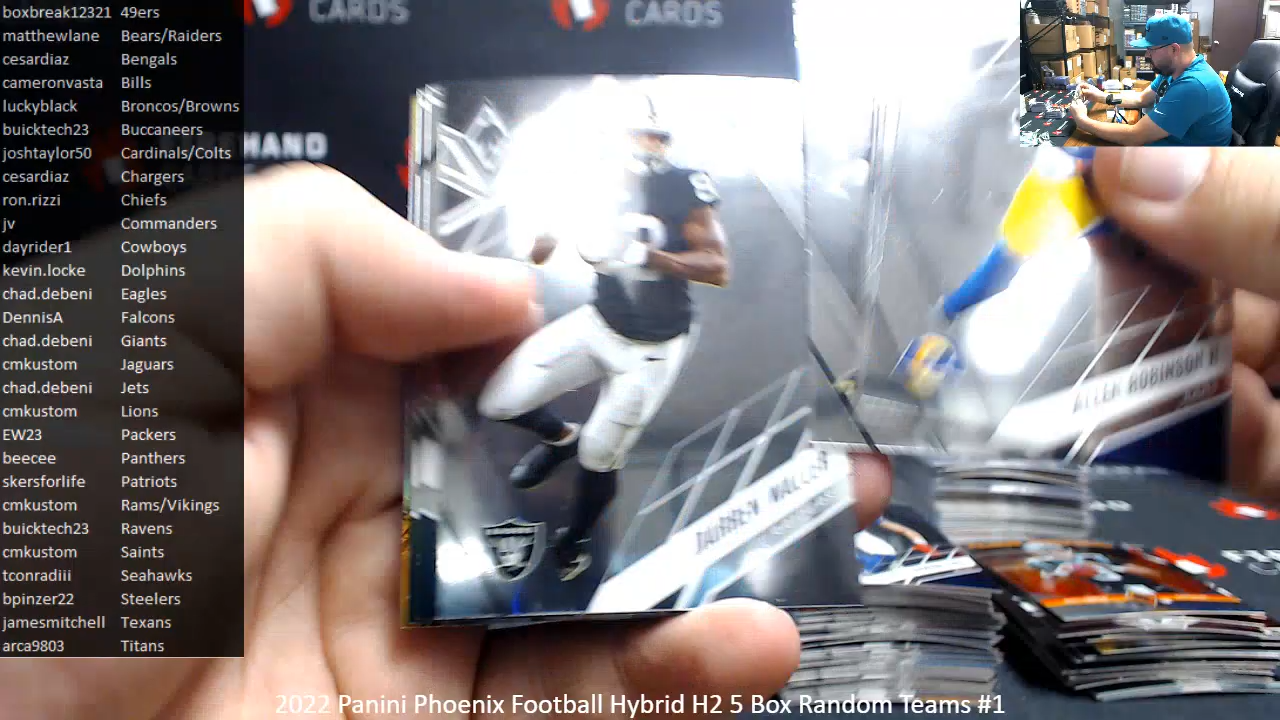 boxbreak12321 49ers
matthewlane Bears/Raiders
cesardiaz Bengals
cameronvasta Bills
luckyblack Broncos/Browns
buicktech23 Buccaneers
joshtaylor50 Cardinals/Colts
cesardiaz Chargers
ron.rizzi Chiefs
jv Commanders
dayrider1 Cowboys
kevin.locke Dolphins
chad.debeni Eagles
DennisA Falcons
chad.debeni Giants
cmkustom Jaguars
chad.debeni Jets
cmkustom Lions
EW23 Packers
beecee Panthers
skersforlife Patriots
cmkustom Rams/Vikings
buicktech23 Ravens
cmkustom Saints
tconradiii Seahawks
bpinzer22 Steelers
jamesmitchell Texans
arca9803 Titans
CARDS
CARDS
HAND
ALLEN ROBINSON II
DARREN WALLER
2022 Panini Phoenix Football Hybrid H2 5 Box Random Teams #1